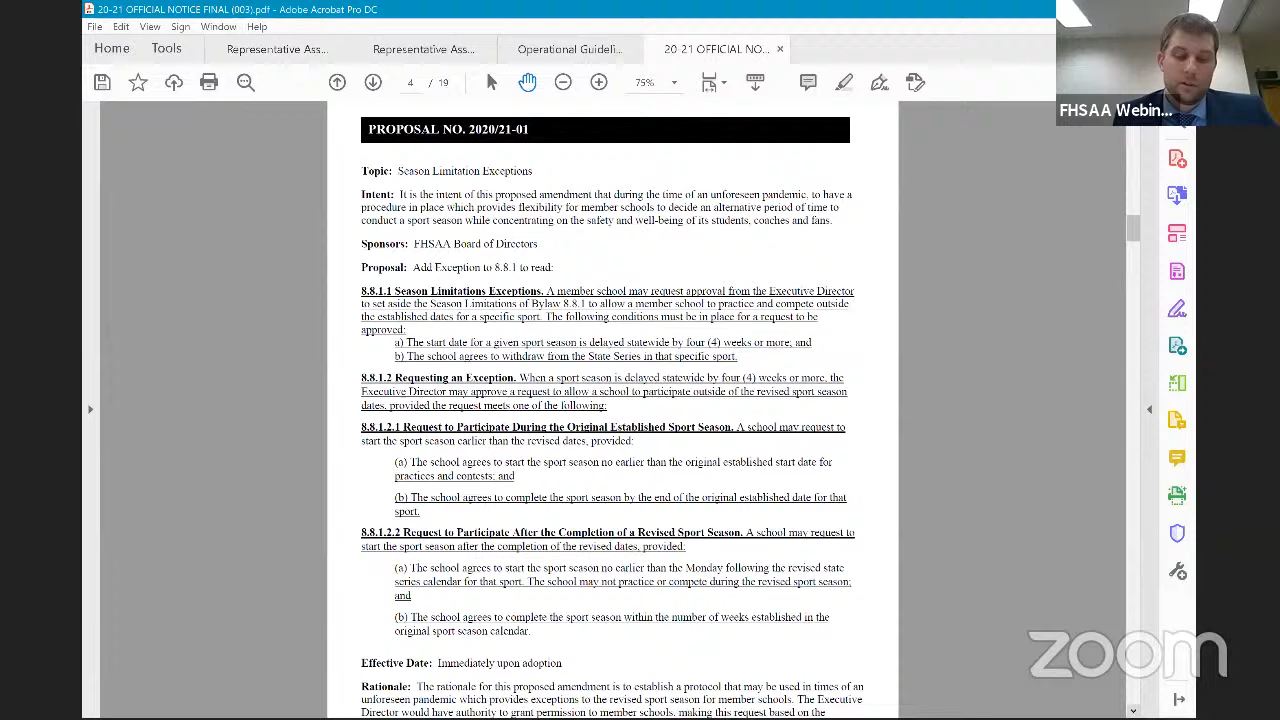 20-21 OFFICIAL NOTICE FINAL (003).pdf - Adobe Acrobat Pro DC
File Edit View Sign Window Help
Home Tools Representative Ass... Representative Ass... Operational Guideli... 20-21 OFFICIAL NO... ×
4 / 19 75%
FHSAA Webin...
PROPOSAL NO. 2020/21-01
Topic: Season Limitation Exceptions
Intent: It is the intent of this proposed amendment that during the time of an unforeseen pandemic, to have a
procedure in place which provides flexibility for member schools to decide an alternative period of time to
conduct a sport season while concentrating on the safety and well-being of its students, coaches and fans.
Sponsors: FHSAA Board of Directors
Proposal: Add Exception to 8.8.1 to read:
8.8.1.1 Season Limitations Exceptions. A member school may request approval from the Executive Director
to set aside the Season Limitations of Bylaw 8.8.1 to allow a member school to practice and compete outside
the established dates for a specific sport. The following conditions must be in place for a request to be
approved:
a) The start date for a given sport season is delayed statewide by four (4) weeks or more; and
b) The school agrees to withdraw from the State Series in that specific sport.
8.8.1.2 Requesting an Exception. When a sport season is delayed statewide by four (4) weeks or more, the
Executive Director may approve a request to allow a school to participate outside of the revised sport season
dates, provided the request meets one of the following:
8.8.1.2.1 Request to Participate During the Original Established Sport Season. A school may request to
start the sport season earlier than the revised dates, provided:
(a) The school agrees to start the sport season no earlier than the original established start date for
practices and contests; and
(b) The school agrees to complete the sport season by the end of the original established date for that
sport.
8.8.1.2.2 Request to Participate After the Completion of a Revised Sport Season. A school may request to
start the sport season after the completion of the revised dates, provided:
(a) The school agrees to start the sport season no earlier than the Monday following the revised state
series calendar for that sport. The school may not practice or compete during the revised sport season;
and
(b) The school agrees to complete the sport season within the number of weeks established in the
original sport season calendar.
Effective Date: Immediately upon adoption
Rationale: The rationale for this proposed amendment is to establish a protocol that may be used in times of an
unforeseen pandemic which provides exceptions to the revised sport season for member schools. The Executive
Director would have authority to grant permission to member schools, making this request based on the
zoom